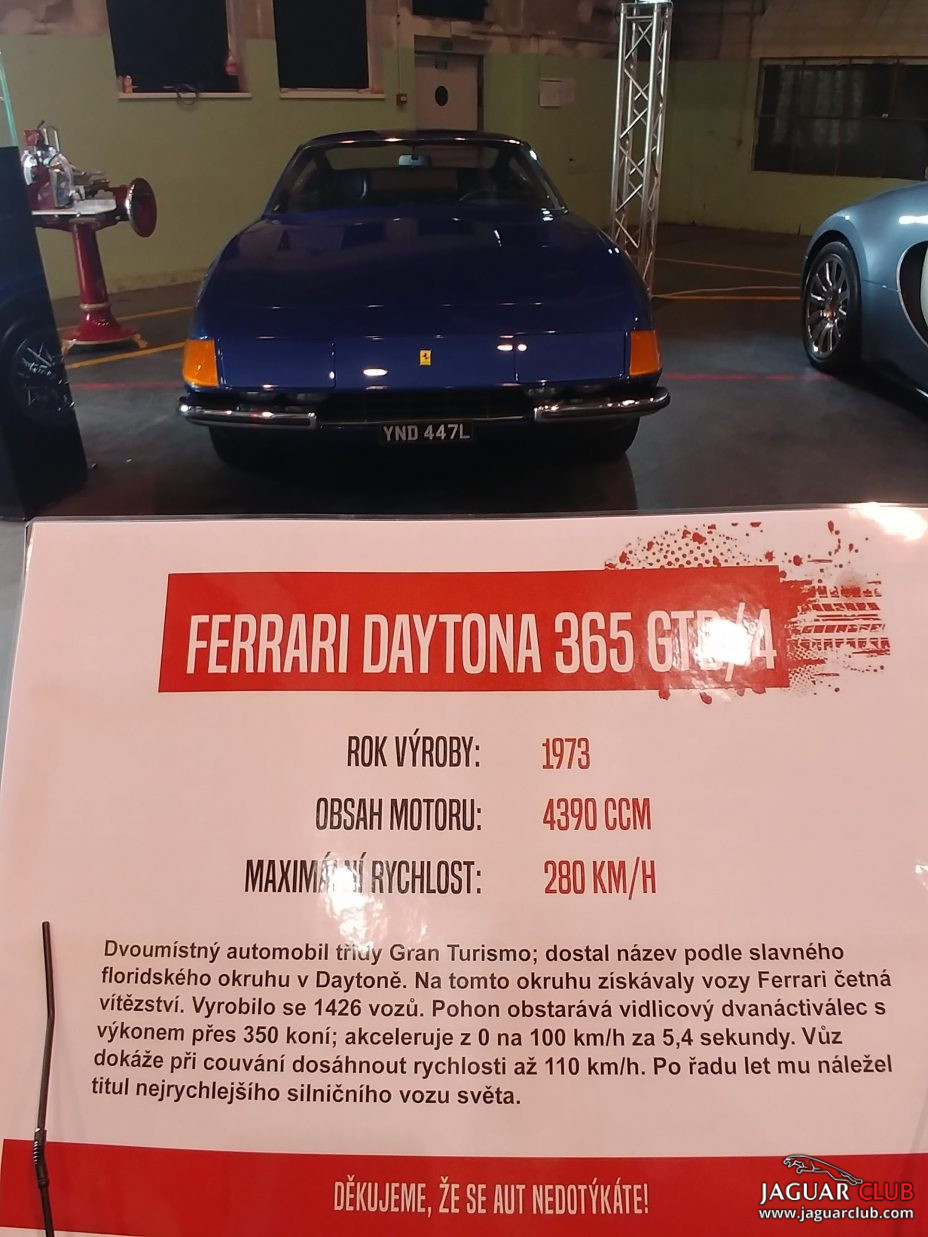 YND 447L
FERRARI DAYTONA 365 GTB/4
ROK VÝROBY: 1973
OBSAH MOTORU: 4390 CCM
MAXIMÁLNÍ RYCHLOST: 280 KM/H
Dvoumístný automobil třídy Gran Turismo; dostal název podle slavného
floridského okruhu v Daytoně. Na tomto okruhu získávaly vozy Ferrari četná
vítězství. Vyrobilo se 1426 vozů. Pohon obstarává vidlicový dvanáctiválec s
výkonem přes 350 koní; akceleruje z 0 na 100 km/h za 5,4 sekundy. Vůz
dokáže při couvání dosáhnout rychlosti až 110 km/h. Po řadu let mu náležel
titul nejrychlejšího silničního vozu světa.
DĚKUJEME, ŽE SE AUT NEDOTÝKÁTE!
JAGUAR CLUB
www.jaguarclub.com